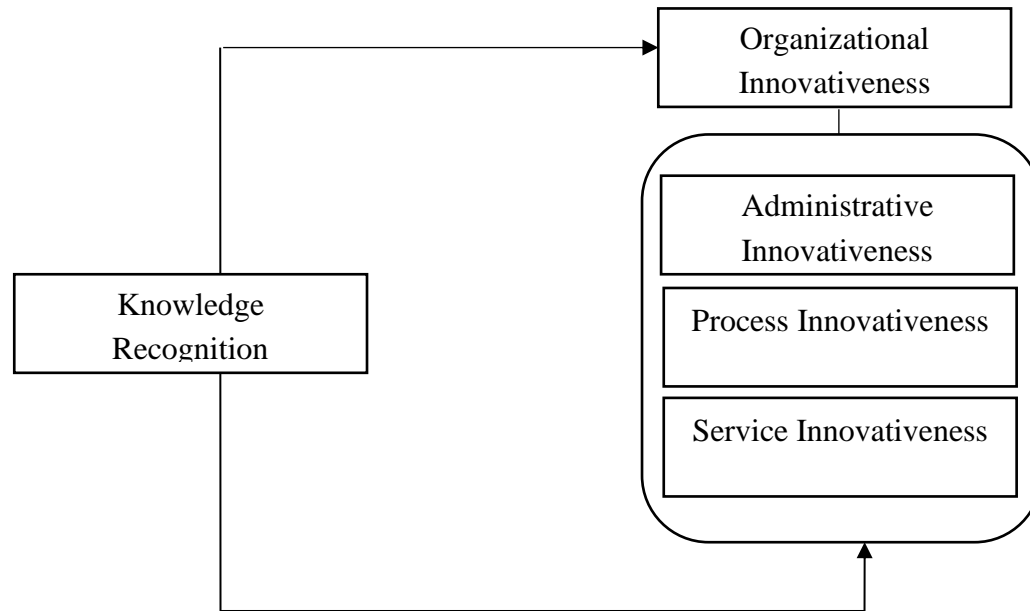 Organizational
Innovativeness
Administrative
Innovativeness
Knowledge
Recognition
Process Innovativeness
Service Innovativeness